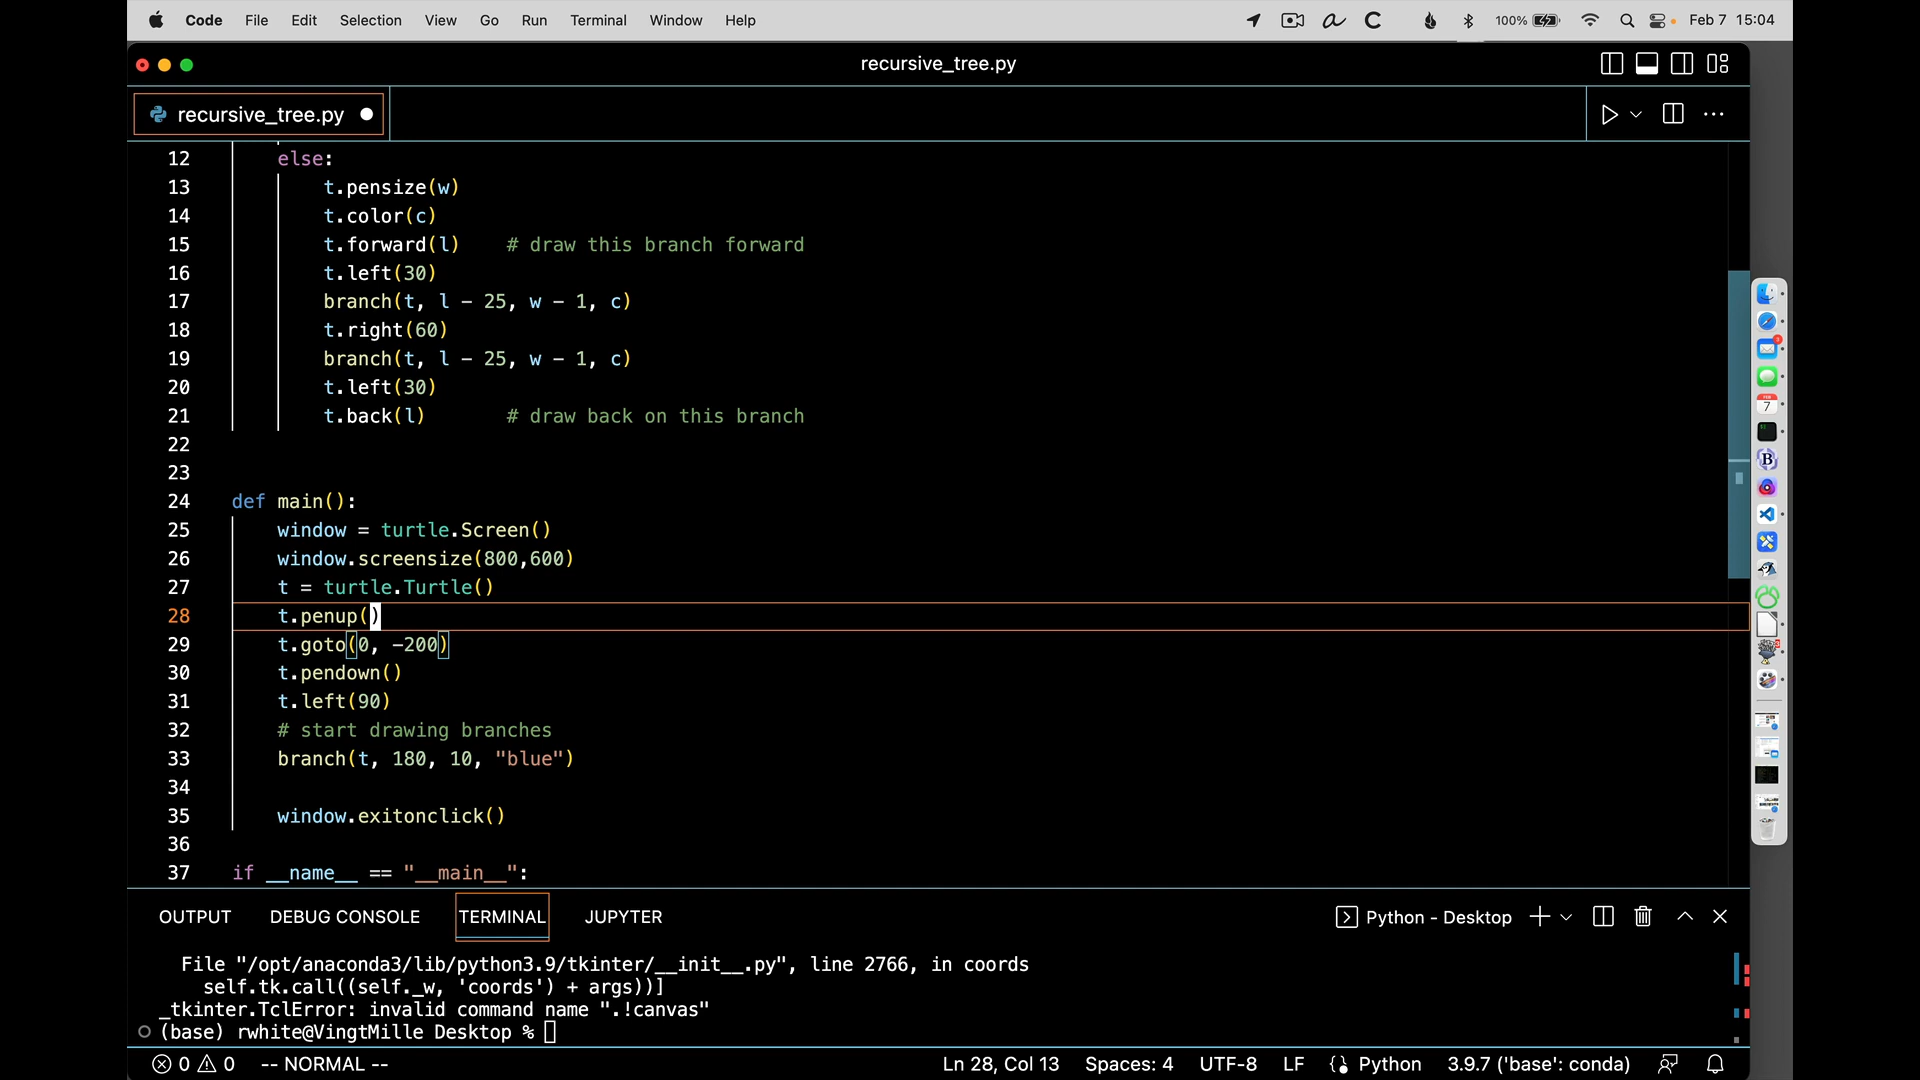 Code File Edit Selection View Go Run Terminal Window Help 100% Feb 7 15:04
recursive_tree.py
recursive_tree.py
12 else:
13 t.pensize(w)
14 t.color(c)
15 t.forward(l) # draw this branch forward
16 t.left(30)
17 branch(t, l - 25, w - 1, c)
18 t.right(60)
19 branch(t, l - 25, w - 1, c)
20 t.left(30)
21 t.back(l) # draw back on this branch
22
23
24 def main():
25 window = turtle.Screen()
26 window.screensize(800,600)
27 t = turtle.Turtle()
28 t.penup()
29 t.goto(0, -200)
30 t.pendown()
31 t.left(90)
32 # start drawing branches
33 branch(t, 180, 10, "blue")
34
35 window.exitonclick()
36
37 if __name__ == "__main__":
OUTPUT DEBUG CONSOLE TERMINAL JUPYTER Python - Desktop
File "/opt/anaconda3/lib/python3.9/tkinter/__init__.py", line 2766, in coords
self.tk.call((self._w, 'coords') + args))]
_tkinter.TclError: invalid command name ".!canvas"
(base) rwhite@VingtMille Desktop %
0 0 -- NORMAL -- Ln 28, Col 13 Spaces: 4 UTF-8 LF Python 3.9.7 ('base': conda)